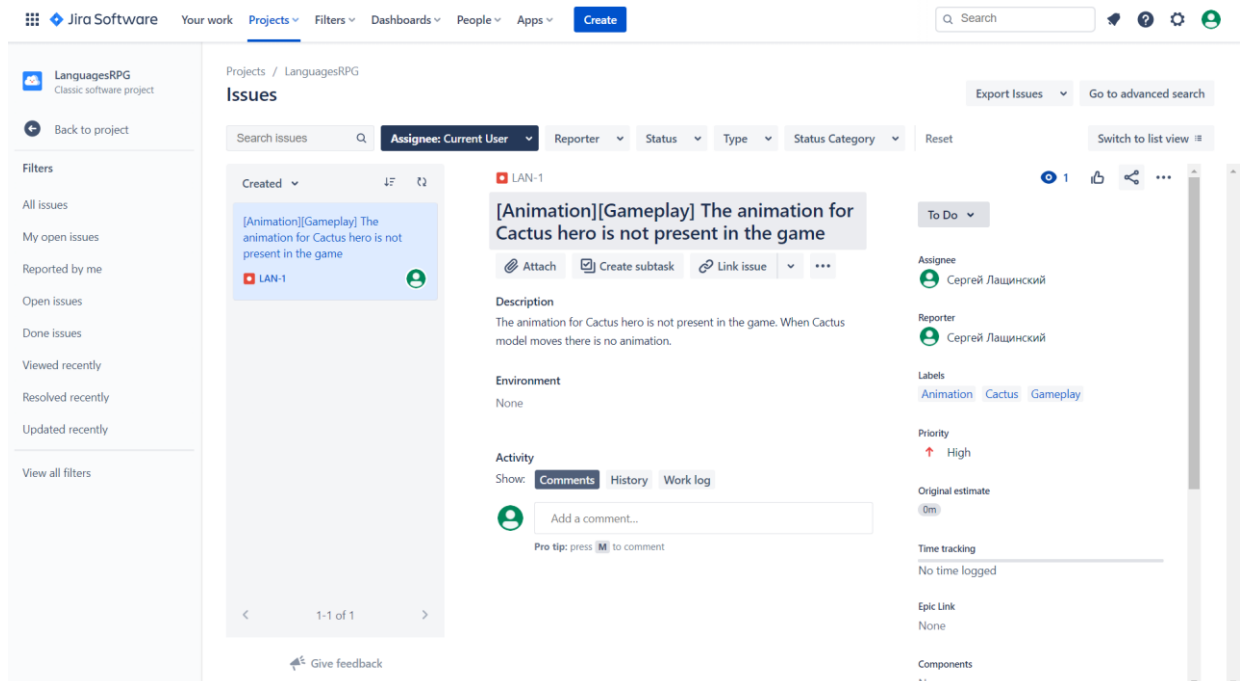 Jira Software Your work Projects Filters Dashboards People Apps Create Search
LanguagesRPG
Classic software project
Back to project
Filters
All issues
My open issues
Reported by me
Open issues
Done issues
Viewed recently
Resolved recently
Updated recently
View all filters
Projects / LanguagesRPG
Issues
Export Issues Go to advanced search
Search issues Assignee: Current User Reporter Status Type Status Category Reset Switch to list view
Created
[Animation][Gameplay] The
animation for Cactus hero is not
present in the game
LAN-1
1-1 of 1
Give feedback
LAN-1
1
[Animation][Gameplay] The animation for
Cactus hero is not present in the game
Attach Create subtask Link issue
Description
The animation for Cactus hero is not present in the game. When Cactus
model moves there is no animation.
Environment
None
Activity
Show: Comments History Work log
Add a comment...
Pro tip: press M to comment
To Do
Assignee
Сергей Лащинский
Reporter
Сергей Лащинский
Labels
Animation Cactus Gameplay
Priority
High
Original estimate
0m
Time tracking
No time logged
Epic Link
None
Components